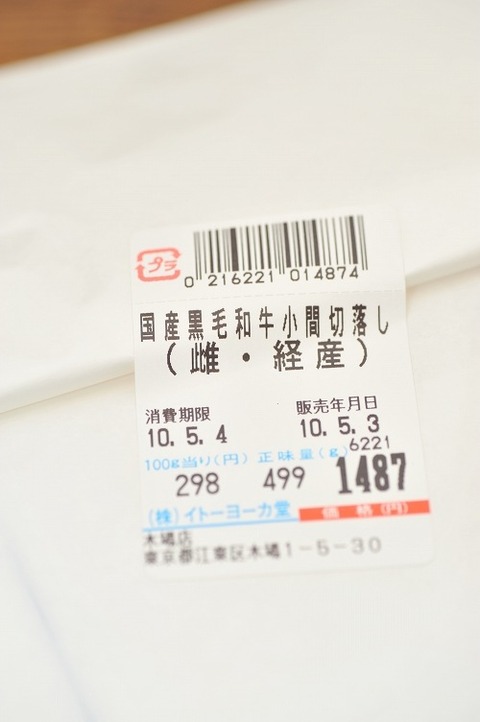 プラ
0 216221 014874
国産黒毛和牛小間切落し
(雌・経産)
消費期限 販売年月日
10.5.4 10.5.3
6221
100g当り(円) 正味量(g)
298 499 1487
(株)イトーヨーカ堂 価格(円)
木場店
東京都江東区木場1-5-30